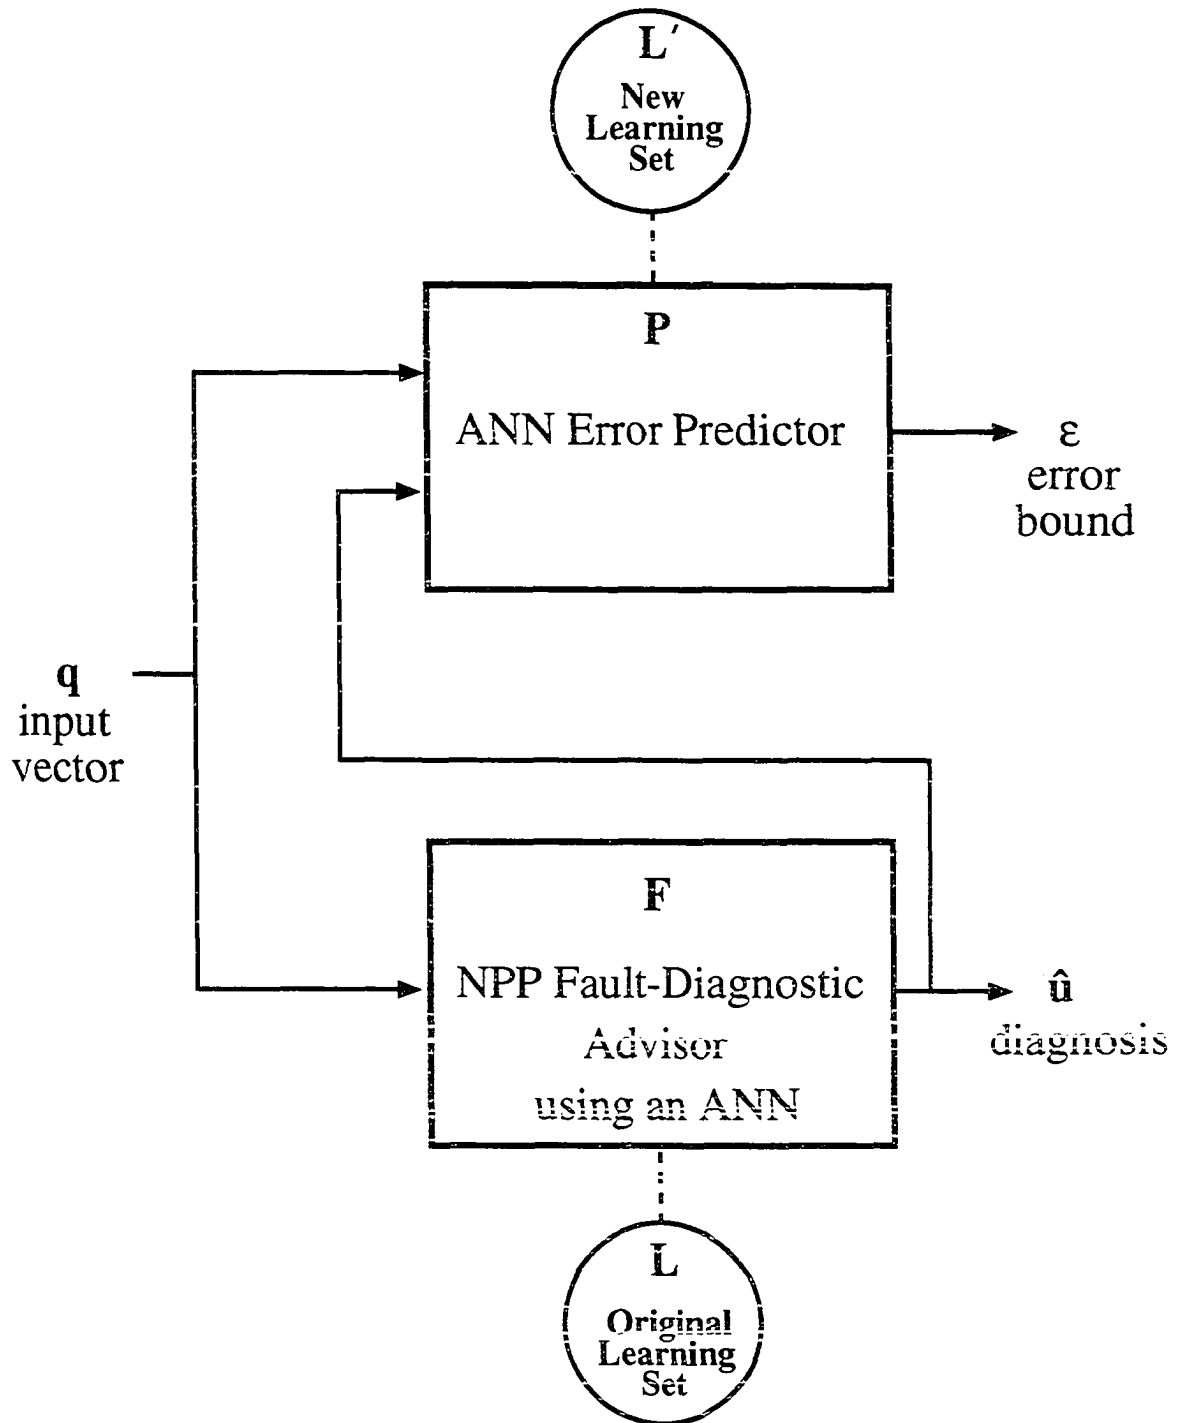 L′
New
Learning
Set
P
ANN Error Predictor
ε
error
bound
q
input
vector
F
NPP Fault-Diagnostic
Advisor
using an ANN
û
diagnosis
L
Original
Learning
Set